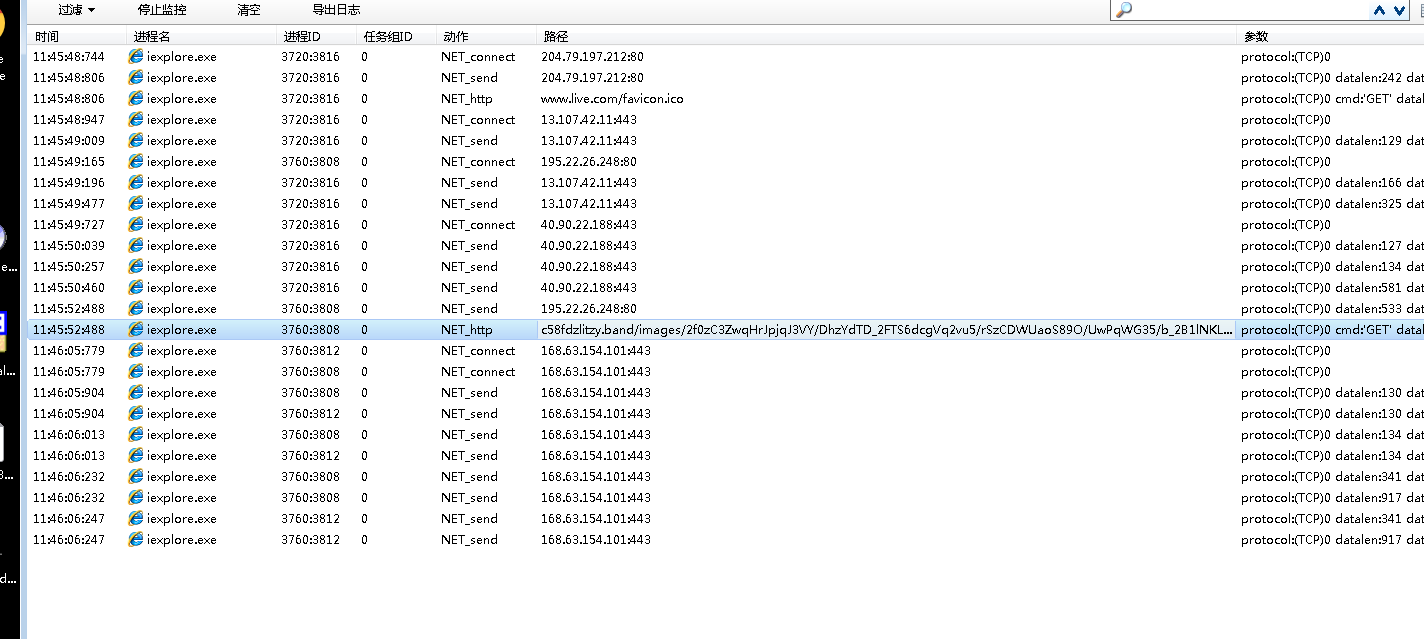 过滤 停止监控 清空 导出日志
时间 进程名 进程ID 任务组ID 动作 路径 参数
11:45:48:744 iexplore.exe 3720:3816 0 NET_connect 204.79.197.212:80 protocol:(TCP)0
11:45:48:806 iexplore.exe 3720:3816 0 NET_send 204.79.197.212:80 protocol:(TCP)0 datalen:242 dat
11:45:48:806 iexplore.exe 3720:3816 0 NET_http www.live.com/favicon.ico protocol:(TCP)0 cmd:'GET' datal
11:45:48:947 iexplore.exe 3720:3816 0 NET_connect 13.107.42.11:443 protocol:(TCP)0
11:45:49:009 iexplore.exe 3720:3816 0 NET_send 13.107.42.11:443 protocol:(TCP)0 datalen:129 dat
11:45:49:165 iexplore.exe 3760:3808 0 NET_connect 195.22.26.248:80 protocol:(TCP)0
11:45:49:196 iexplore.exe 3720:3816 0 NET_send 13.107.42.11:443 protocol:(TCP)0 datalen:166 dat
11:45:49:477 iexplore.exe 3720:3816 0 NET_send 13.107.42.11:443 protocol:(TCP)0 datalen:325 dat
11:45:49:727 iexplore.exe 3720:3816 0 NET_connect 40.90.22.188:443 protocol:(TCP)0
11:45:50:039 iexplore.exe 3720:3816 0 NET_send 40.90.22.188:443 protocol:(TCP)0 datalen:127 dat
11:45:50:257 iexplore.exe 3720:3816 0 NET_send 40.90.22.188:443 protocol:(TCP)0 datalen:134 dat
11:45:50:460 iexplore.exe 3720:3816 0 NET_send 40.90.22.188:443 protocol:(TCP)0 datalen:581 dat
11:45:52:488 iexplore.exe 3760:3808 0 NET_send 195.22.26.248:80 protocol:(TCP)0 datalen:533 dat
11:45:52:488 iexplore.exe 3760:3808 0 NET_http c58fdzlitzy.band/images/2f0zC3ZwqHrJpjqJ3VY/DhzYdTD_2FTS6dcgVq2vu5/rSzCDWUaoS89O/UwPqWG35/b_2B1lNKL... protocol:(TCP)0 cmd:'GET' datal
11:46:05:779 iexplore.exe 3760:3812 0 NET_connect 168.63.154.101:443 protocol:(TCP)0
11:46:05:779 iexplore.exe 3760:3808 0 NET_connect 168.63.154.101:443 protocol:(TCP)0
11:46:05:904 iexplore.exe 3760:3808 0 NET_send 168.63.154.101:443 protocol:(TCP)0 datalen:130 dat
11:46:05:904 iexplore.exe 3760:3812 0 NET_send 168.63.154.101:443 protocol:(TCP)0 datalen:130 dat
11:46:06:013 iexplore.exe 3760:3808 0 NET_send 168.63.154.101:443 protocol:(TCP)0 datalen:134 dat
11:46:06:013 iexplore.exe 3760:3812 0 NET_send 168.63.154.101:443 protocol:(TCP)0 datalen:134 dat
11:46:06:232 iexplore.exe 3760:3808 0 NET_send 168.63.154.101:443 protocol:(TCP)0 datalen:341 dat
11:46:06:232 iexplore.exe 3760:3808 0 NET_send 168.63.154.101:443 protocol:(TCP)0 datalen:917 dat
11:46:06:247 iexplore.exe 3760:3812 0 NET_send 168.63.154.101:443 protocol:(TCP)0 datalen:341 dat
11:46:06:247 iexplore.exe 3760:3812 0 NET_send 168.63.154.101:443 protocol:(TCP)0 datalen:917 dat